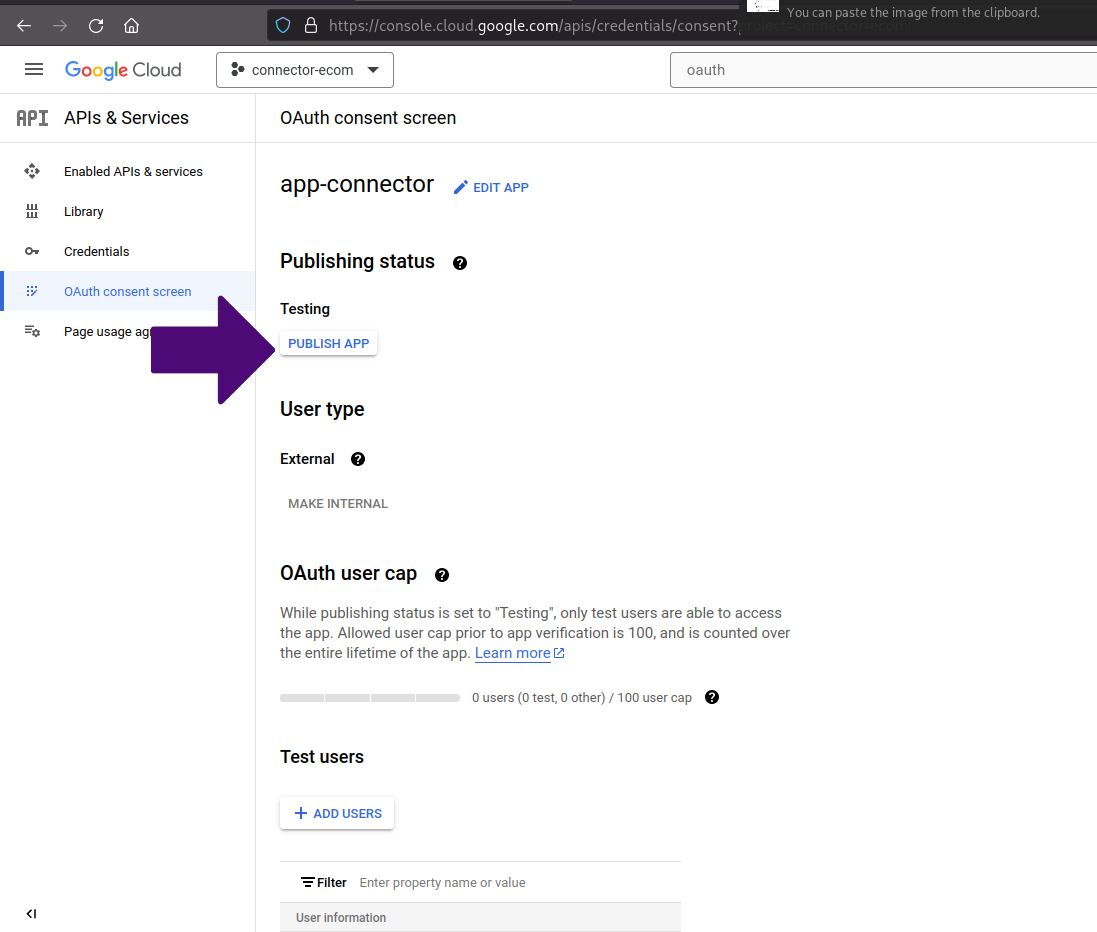 You can paste the image from the clipboard.
https://console.cloud.google.com/apis/credentials/consent?project=connector-ecom
Google Cloud
connector-ecom
oauth
API APIs & Services
OAuth consent screen
Enabled APIs & services
Library
Credentials
OAuth consent screen
Page usage ag
app-connector
EDIT APP
Publishing status
Testing
PUBLISH APP
User type
External
MAKE INTERNAL
OAuth user cap
While publishing status is set to "Testing", only test users are able to access
the app. Allowed user cap prior to app verification is 100, and is counted over
the entire lifetime of the app. Learn more
0 users (0 test, 0 other) / 100 user cap
Test users
+ ADD USERS
Filter Enter property name or value
User information